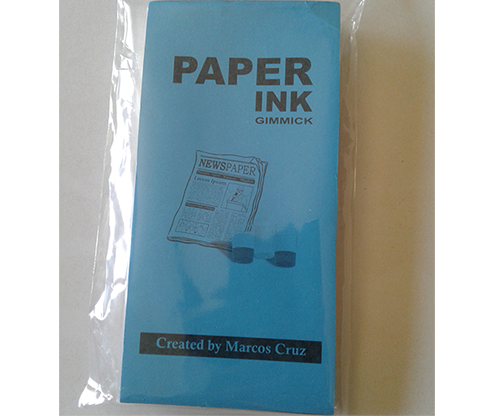 PAPER
INK
GIMMICK
NEWSPAPER
Created by Marcos Cruz